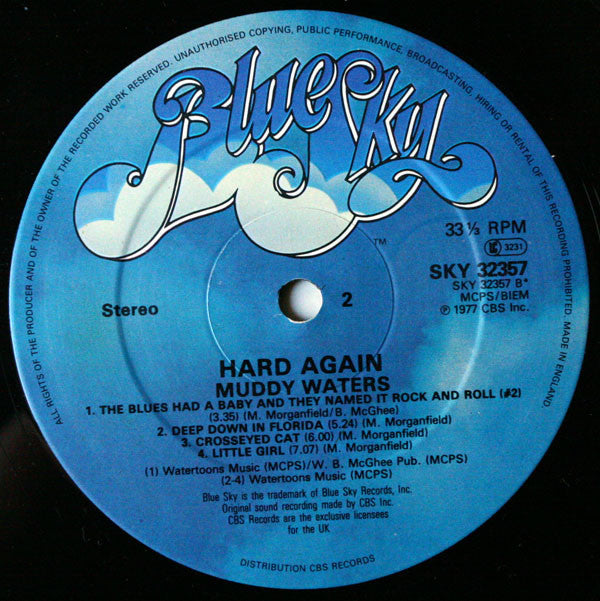 ALL RIGHTS OF THE PRODUCER AND OF THE OWNER OF THE RECORDED WORK RESERVED. UNAUTHORISED COPYING, PUBLIC PERFORMANCE, BROADCASTING, HIRING OR RENTAL OF THIS RECORDING PROHIBITED. MADE IN ENGLAND.
Blue Sky
TM
33⅓ RPM
K 3231
SKY 32357
SKY 32357 B*
MCPS/BIEM
℗ 1977 CBS Inc.
Stereo
2
HARD AGAIN
MUDDY WATERS
1. THE BLUES HAD A BABY AND THEY NAMED IT ROCK AND ROLL (#2)
(3.35) (M. Morganfield/B. McGhee)
2. DEEP DOWN IN FLORIDA (5.24) (M. Morganfield)
3. CROSSEYED CAT (6.00) (M. Morganfield)
4. LITTLE GIRL (7.07) (M. Morganfield)
(1) Watertoons Music (MCPS)/W. B. McGhee Pub. (MCPS)
(2-4) Watertoons Music (MCPS)
Blue Sky is the trademark of Blue Sky Records, Inc.
Original sound recording made by CBS Inc.
CBS Records are the exclusive licensees
for the UK
DISTRIBUTION CBS RECORDS